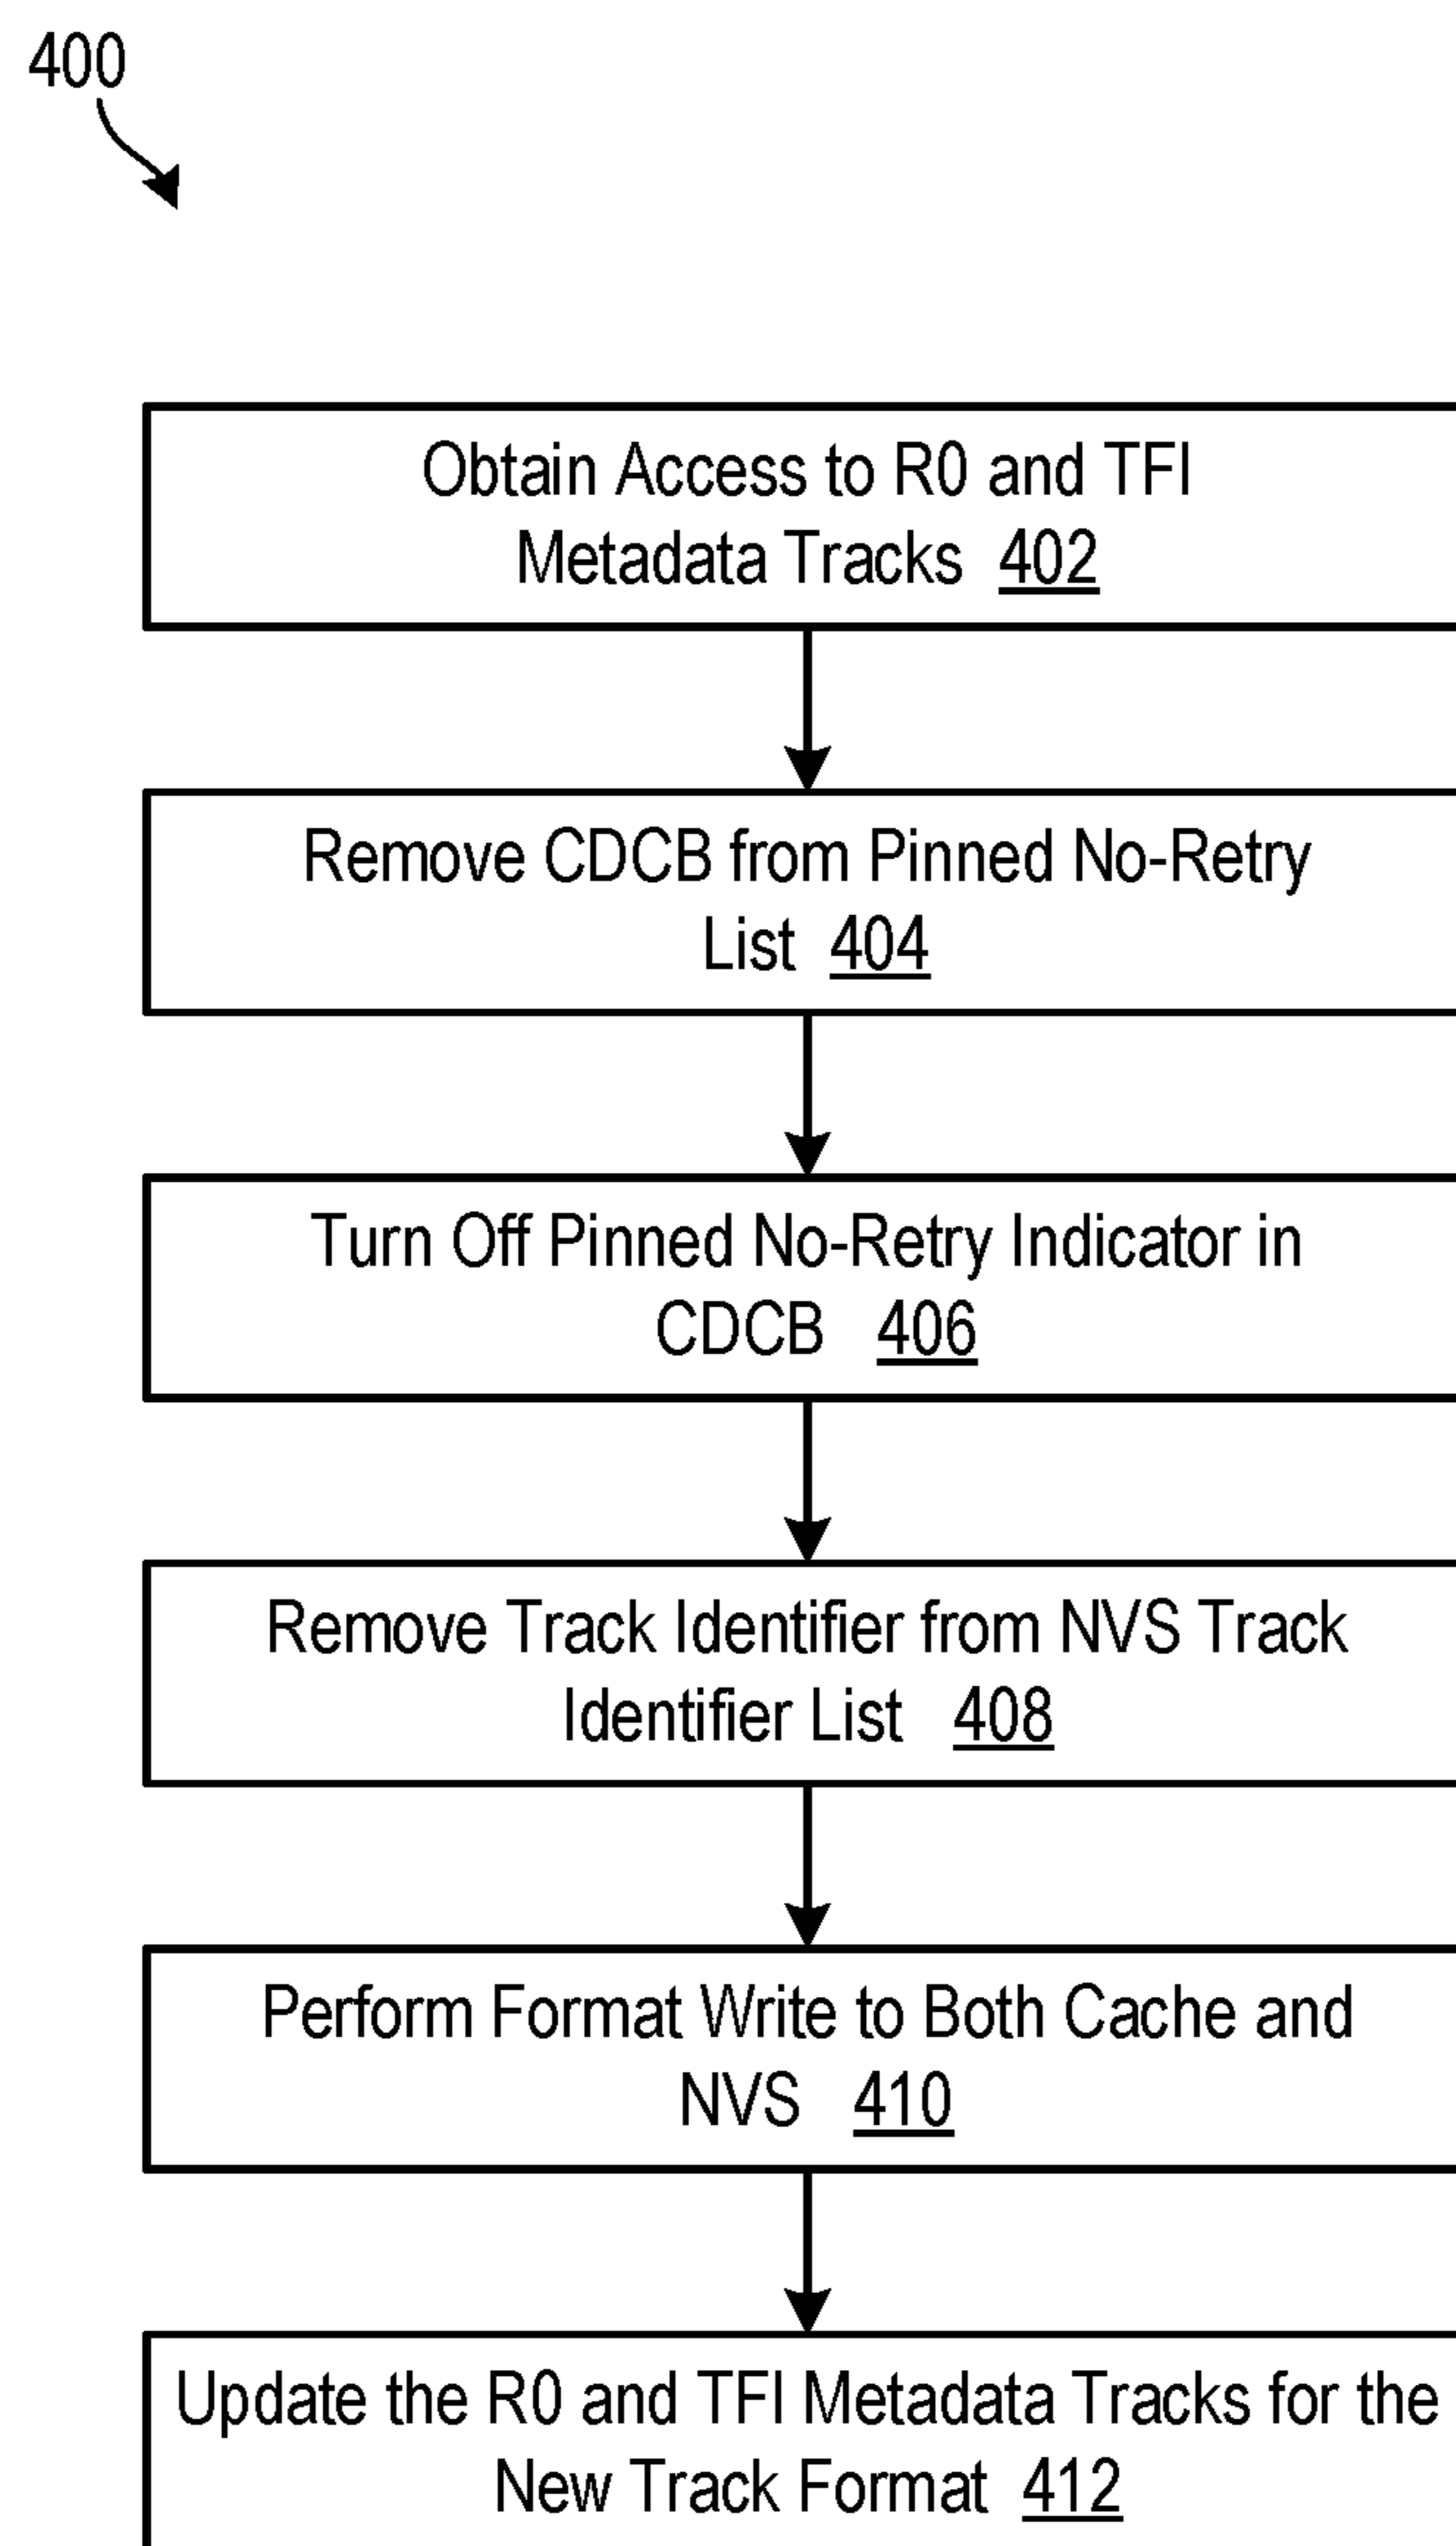 400
Obtain Access to R0 and TFI
Metadata Tracks 402
Remove CDCB from Pinned No-Retry
List 404
Turn Off Pinned No-Retry Indicator in
CDCB 406
Remove Track Identifier from NVS Track
Identifier List 408
Perform Format Write to Both Cache and
NVS 410
Update the R0 and TFI Metadata Tracks for the
New Track Format 412